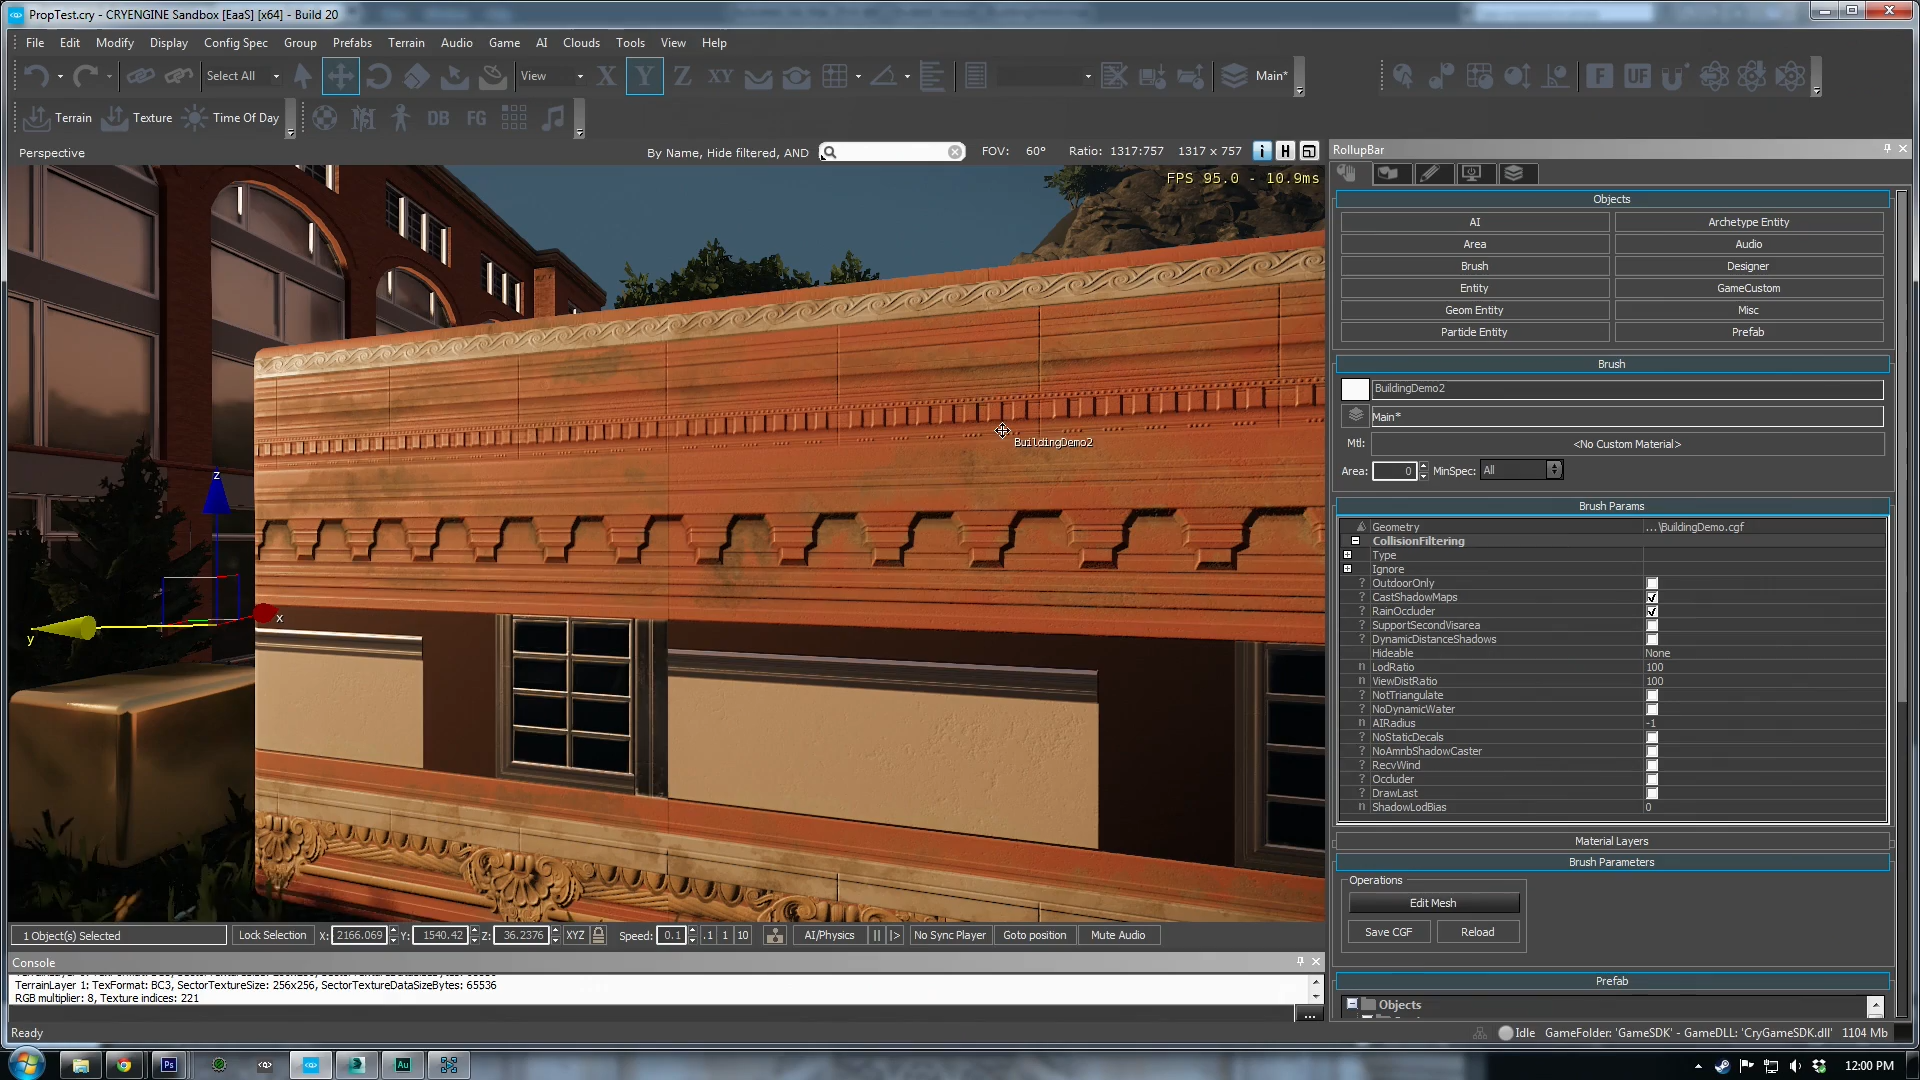 PropTest.cry - CRYENGINE Sandbox [EaaS] [x64] - Build 20
File Edit Modify Display Config Spec Group Prefabs Terrain Audio Game AI Clouds Tools View Help
Select All View X Y Z XY Main* F UF
Terrain Texture Time Of Day DB FG
Perspective By Name, Hide filtered, AND FOV: 60° Ratio: 1317:757 1317 x 757 i H
RollupBar
FPS 95.0 - 10.9ms
Objects
AI Archetype Entity
Area Audio
Brush Designer
Entity GameCustom
Geom Entity Misc
Particle Entity Prefab
Brush
BuildingDemo2
Main*
Mtl: <No Custom Material>
Area: 0 MinSpec: All
BuildingDemo2
z
x
y
Brush Params
Geometry ...\BuildingDemo.cgf
CollisionFiltering
Type
Ignore
? OutdoorOnly
? CastShadowMaps
? RainOccluder
? SupportSecondVisarea
? DynamicDistanceShadows
Hideable None
n LodRatio 100
n ViewDistRatio 100
? NotTriangulate
? NoDynamicWater
n AIRadius -1
? NoStaticDecals
? NoAmnbShadowCaster
? RecvWind
? Occluder
? DrawLast
n ShadowLodBias 0
Material Layers
Brush Parameters
Operations
Edit Mesh
Save CGF Reload
Prefab
Objects
1 Object(s) Selected Lock Selection X: 2166.069 Y: 1540.42 Z: 36.2376 XYZ Speed: 0.1 .1 1 10 AI/Physics No Sync Player Goto position Mute Audio
Console
TerrainLayer 1: TexFormat: BC3, SectorTextureSize: 256x256, SectorTextureDataSizeBytes: 65536
RGB multiplier: 8, Texture indices: 221
...
Ready Idle GameFolder: 'GameSDK' - GameDLL: 'CryGameSDK.dll' 1104 Mb
Ps Au 12:00 PM